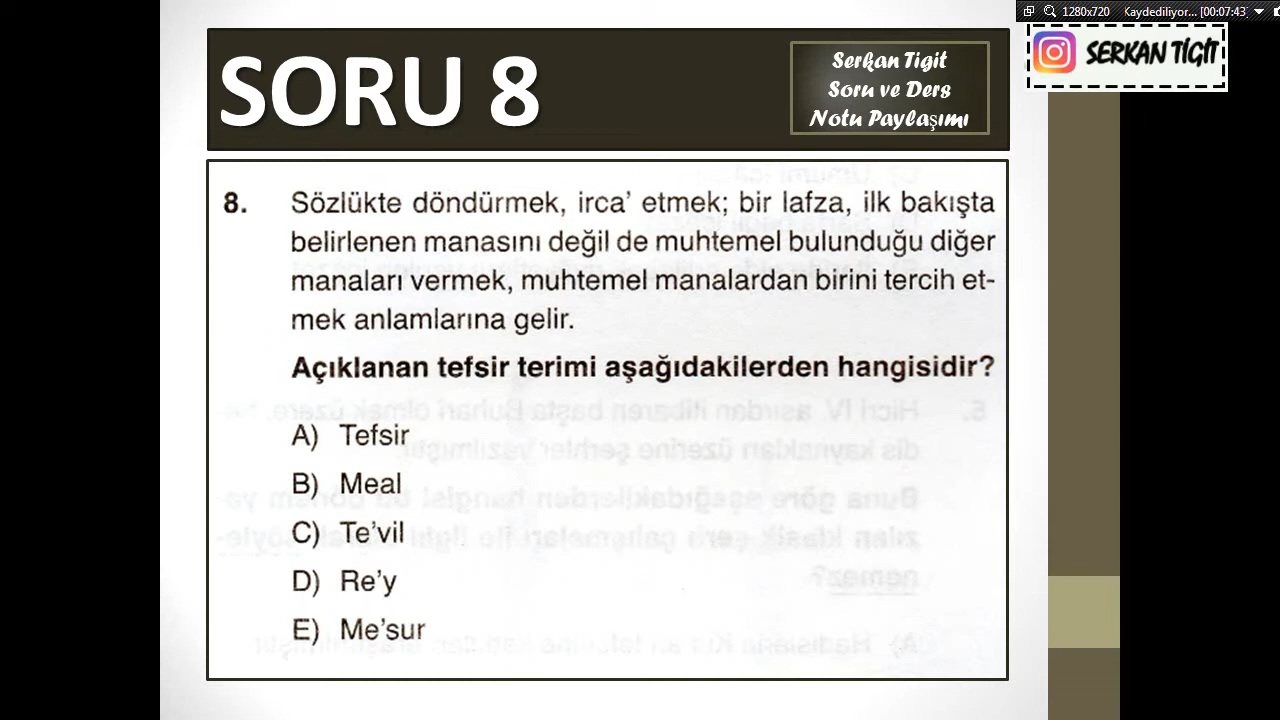 1280x720 Kaydediliyor... [00:07:43]
SERKAN TİGİT
SORU 8
Serkan Tigit
Soru ve Ders
Notu Paylaşımı
8. Sözlükte döndürmek, irca' etmek; bir lafza, ilk bakışta
belirlenen manasını değil de muhtemel bulunduğu diğer
manaları vermek, muhtemel manalardan birini tercih et-
mek anlamlarına gelir.
Açıklanan tefsir terimi aşağıdakilerden hangisidir?
A) Tefsir
B) Meal
C) Te'vil
D) Re'y
E) Me'sur